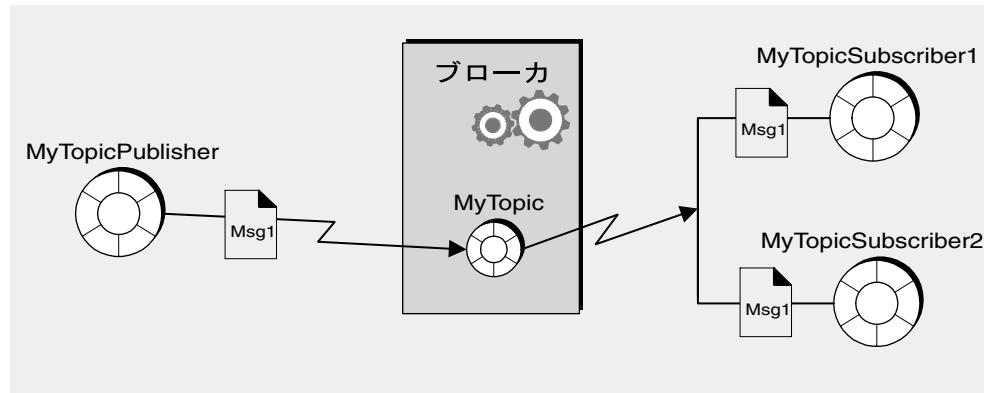 ブローカ
MyTopicSubscriber1
Msg1
MyTopicPublisher
Msg1
MyTopic
MyTopicSubscriber2
Msg1